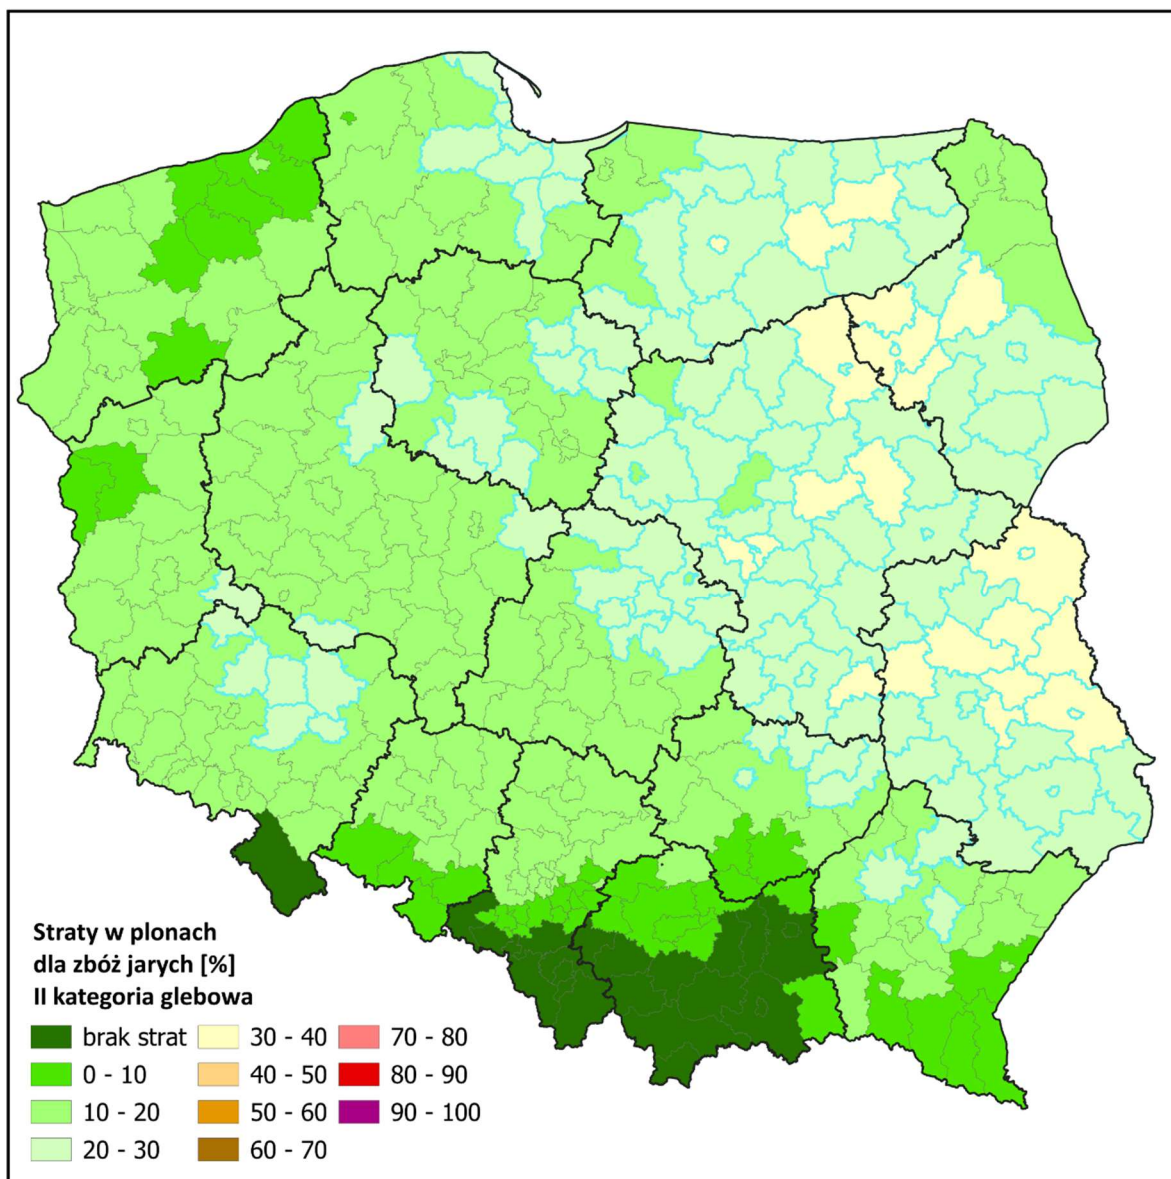 Straty w plonach
dla zbóż jarych [%]
II kategoria glebowa
brak strat
0 - 10
10 - 20
20 - 30
30 - 40
40 - 50
50 - 60
60 - 70
70 - 80
80 - 90
90 - 100